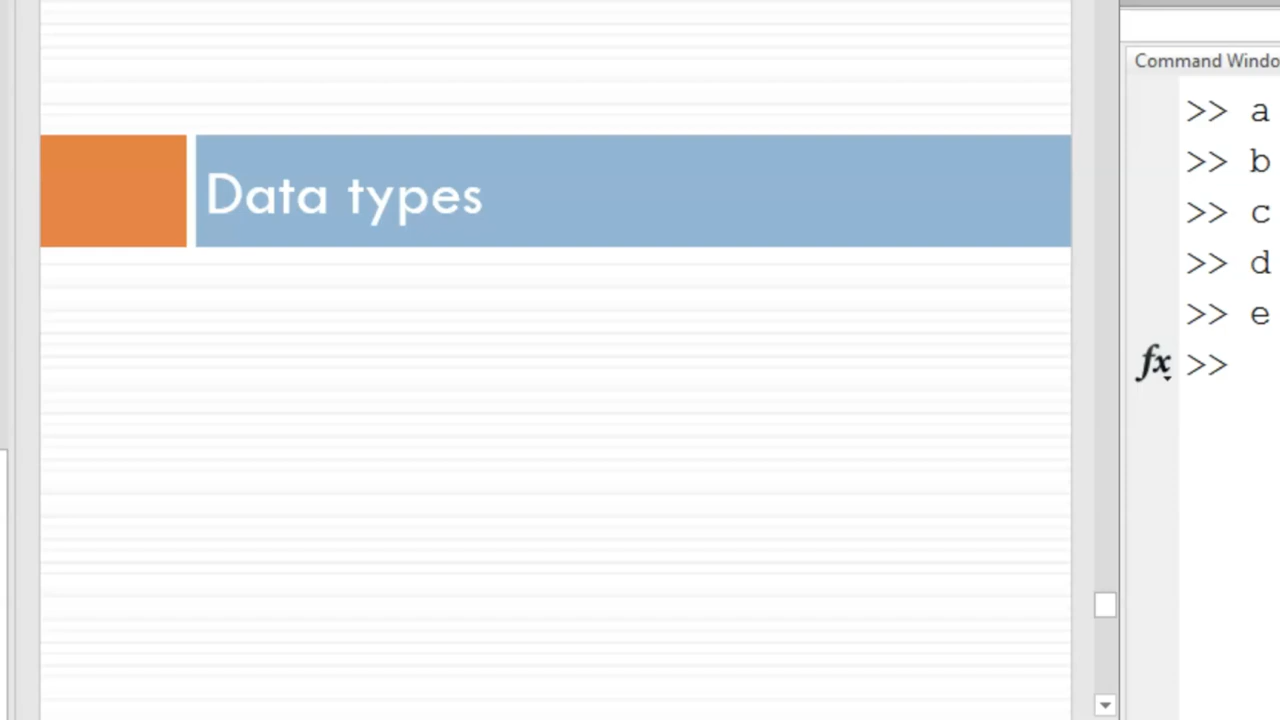 Data types
Command Windo
>> a
>> b
>> c
>> d
>> e
fx >>